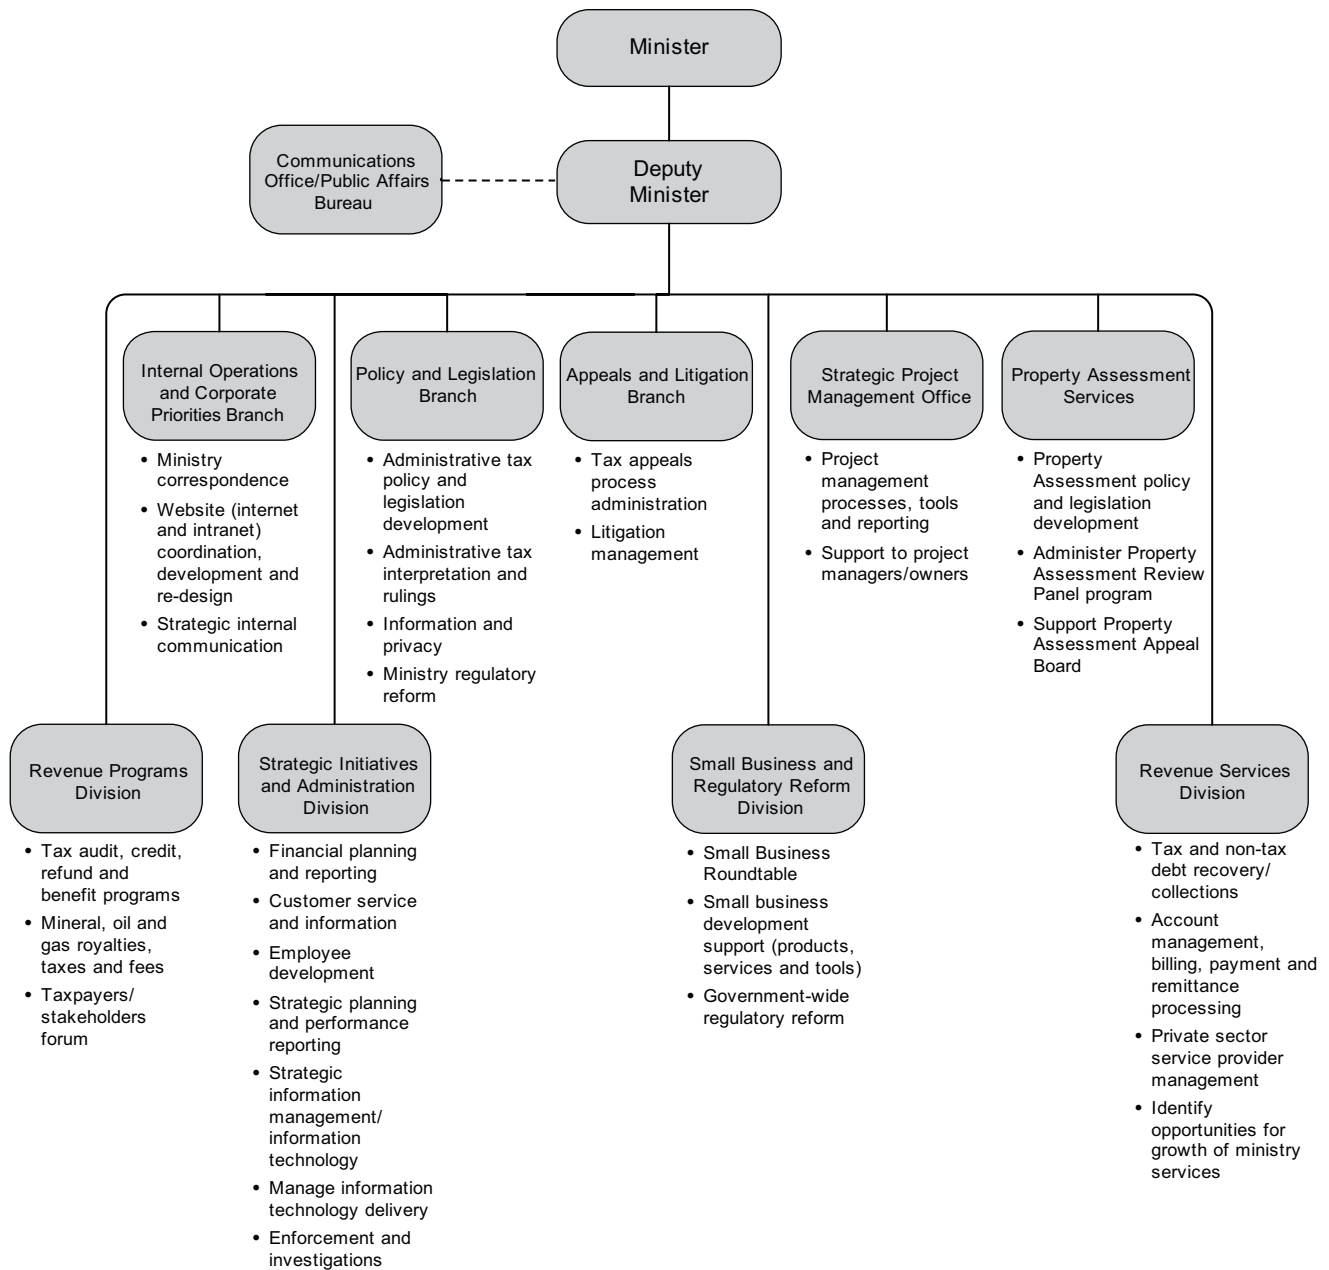 Minister
Communications
Office/Public Affairs
Bureau
Deputy
Minister
Internal Operations
and Corporate
Priorities Branch
• Ministry
correspondence
• Website (internet
and intranet)
coordination,
development and
re-design
• Strategic internal
communication
Policy and Legislation
Branch
• Administrative tax
policy and
legislation
development
• Administrative tax
interpretation and
rulings
• Information and
privacy
• Ministry regulatory
reform
Appeals and Litigation
Branch
• Tax appeals
process
administration
• Litigation
management
Strategic Project
Management Office
• Project
management
processes, tools
and reporting
• Support to project
managers/owners
Property Assessment
Services
• Property
Assessment policy
and legislation
development
• Administer Property
Assessment Review
Panel program
• Support Property
Assessment Appeal
Board
Revenue Programs
Division
• Tax audit, credit,
refund and
benefit programs
• Mineral, oil and
gas royalties,
taxes and fees
• Taxpayers/
stakeholders
forum
Strategic Initiatives
and Administration
Division
• Financial planning
and reporting
• Customer service
and information
• Employee
development
• Strategic planning
and performance
reporting
• Strategic
information
management/
information
technology
• Manage information
technology delivery
• Enforcement and
investigations
Small Business and
Regulatory Reform
Division
• Small Business
Roundtable
• Small business
development
support (products,
services and tools)
• Government-wide
regulatory reform
Revenue Services
Division
• Tax and non-tax
debt recovery/
collections
• Account
management,
billing, payment and
remittance
processing
• Private sector
service provider
management
• Identify
opportunities for
growth of ministry
services